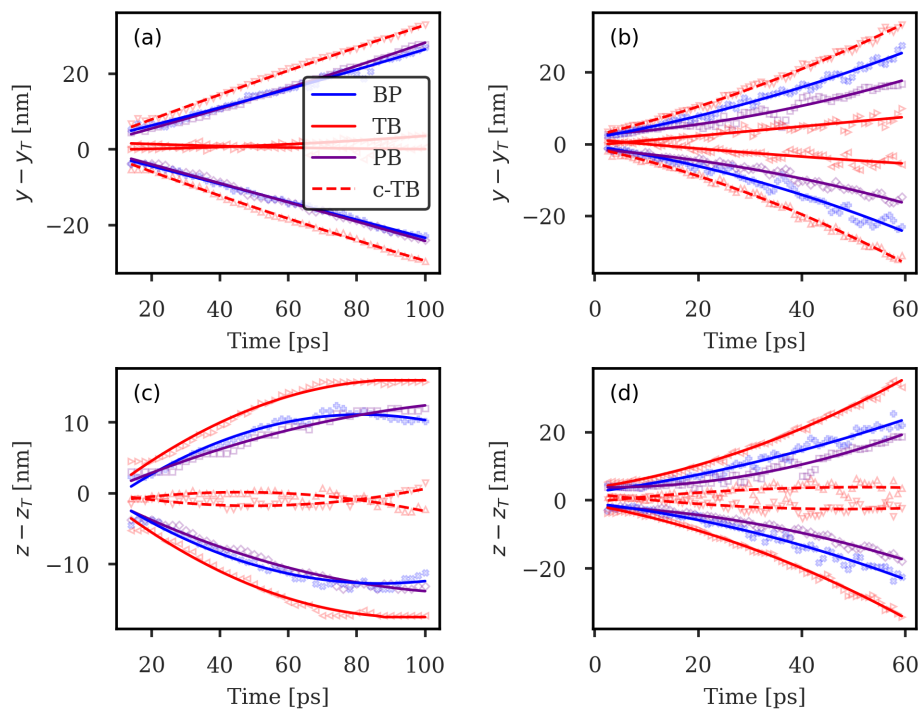 (a)
20
0
−20
y − y_T [nm]
20 40 60 80 100
Time [ps]
BP
TB
PB
c-TB
(b)
20
0
−20
y − y_T [nm]
0 20 40 60
Time [ps]
(c)
10
0
−10
z − z_T [nm]
20 40 60 80 100
Time [ps]
(d)
20
0
−20
z − z_T [nm]
0 20 40 60
Time [ps]